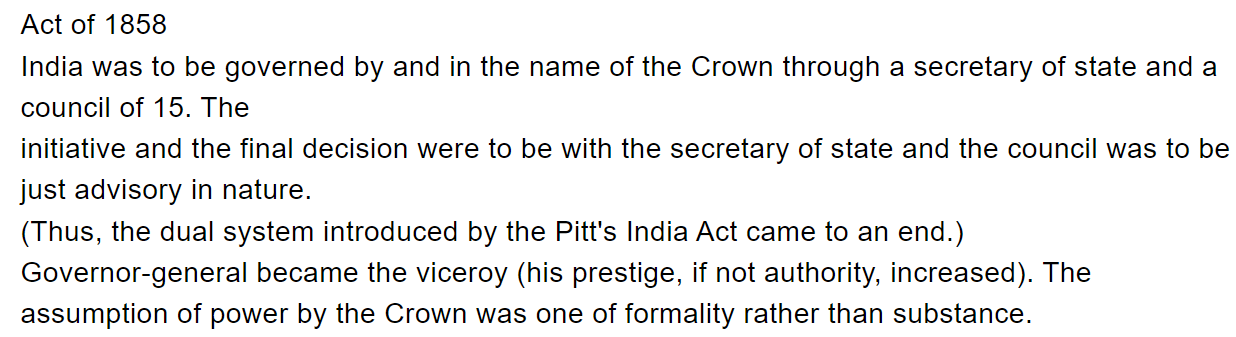 Act of 1858
India was to be governed by and in the name of the Crown through a secretary of state and a
council of 15. The
initiative and the final decision were to be with the secretary of state and the council was to be
just advisory in nature.
(Thus, the dual system introduced by the Pitt's India Act came to an end.)
Governor-general became the viceroy (his prestige, if not authority, increased). The
assumption of power by the Crown was one of formality rather than substance.